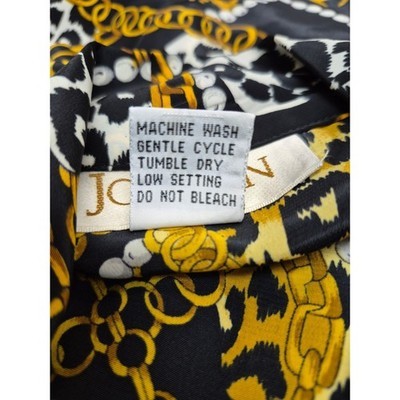 MACHINE WASH
GENTLE CYCLE
TUMBLE DRY
LOW SETTING
DO NOT BLEACH